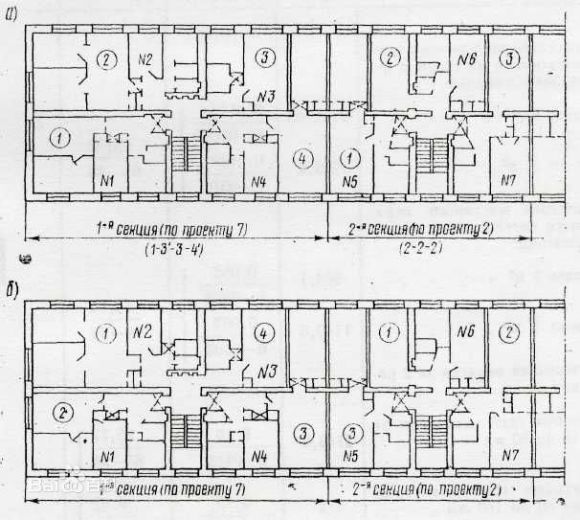 а)
2 N2 3 2 N6 3
N3
1 4 1
N1 N4 N5 N7
1-й секция (по проекту 7) 2-ая секция (по проекту 2)
(1-3'-3-4') (2-2-2)
б)
1 N2 4 1 N6 2
N3
2 3 3
N1 N4 N5 N7
1-й секция (по проекту 7) 2-й секция (по проекту 2)